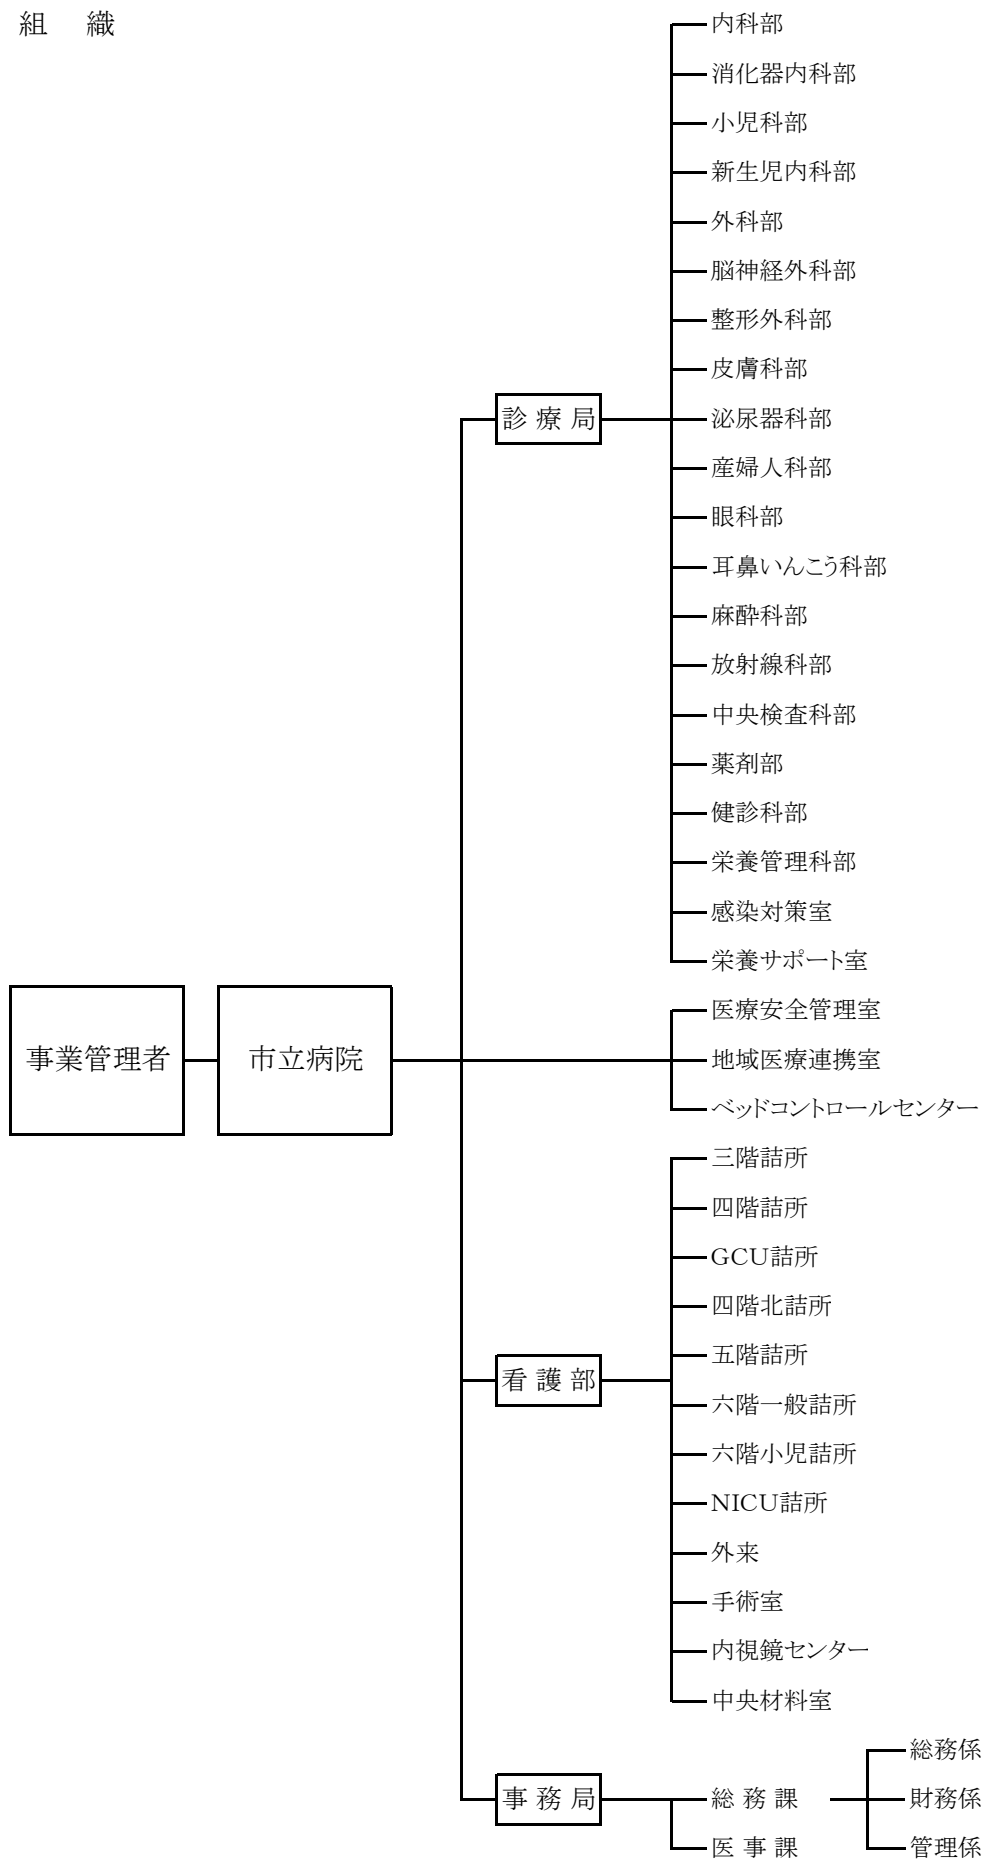 組　織
内科部
消化器内科部
小児科部
新生児内科部
外科部
脳神経外科部
整形外科部
皮膚科部
診 療 局
泌尿器科部
産婦人科部
眼科部
耳鼻いんこう科部
麻酔科部
放射線科部
中央検査科部
薬剤部
健診科部
栄養管理科部
感染対策室
栄養サポート室
医療安全管理室
事業管理者
市立病院
地域医療連携室
ベッドコントロールセンター
三階詰所
四階詰所
GCU詰所
四階北詰所
五階詰所
看 護 部
六階一般詰所
六階小児詰所
NICU詰所
外来
手術室
内視鏡センター
中央材料室
総務係
事 務 局
総 務 課
財務係
医 事 課
管理係